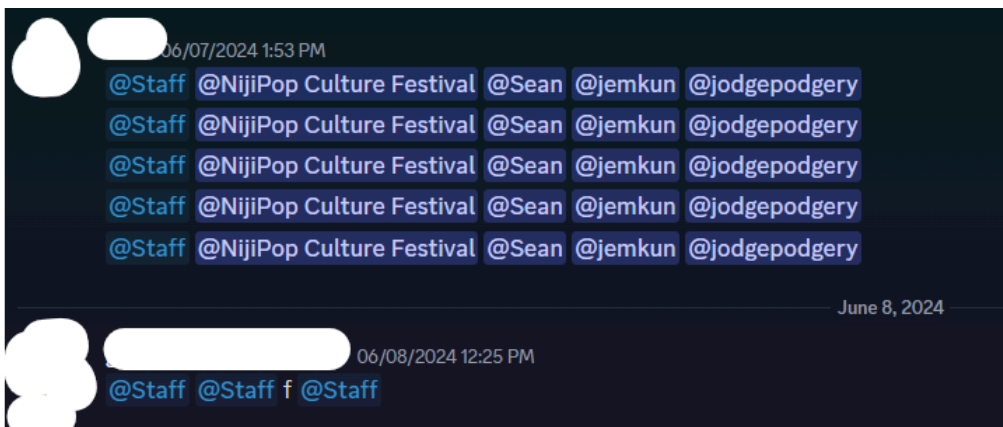 06/07/2024 1:53 PM
@Staff @NijiPop Culture Festival @Sean @jemkun @jodgepodgery
@Staff @NijiPop Culture Festival @Sean @jemkun @jodgepodgery
@Staff @NijiPop Culture Festival @Sean @jemkun @jodgepodgery
@Staff @NijiPop Culture Festival @Sean @jemkun @jodgepodgery
@Staff @NijiPop Culture Festival @Sean @jemkun @jodgepodgery
June 8, 2024
06/08/2024 12:25 PM
@Staff @Staff f @Staff